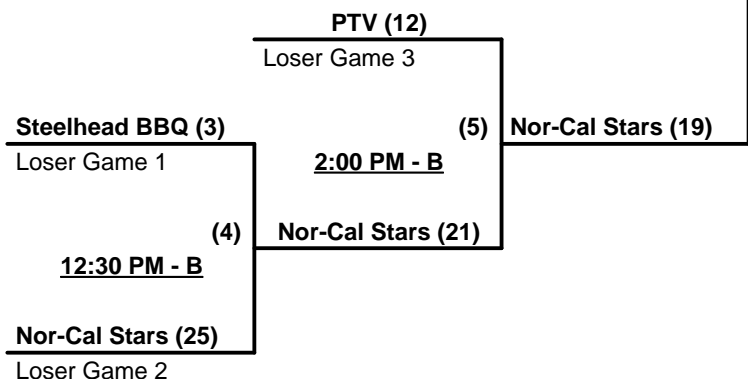 PTV (12)
Loser Game 3
Steelhead BBQ (3)
(5)
Nor-Cal Stars (19)
Loser Game 1
2:00 PM - B
(4)
Nor-Cal Stars (21)
12:30 PM - B
Nor-Cal Stars (25)
Loser Game 2